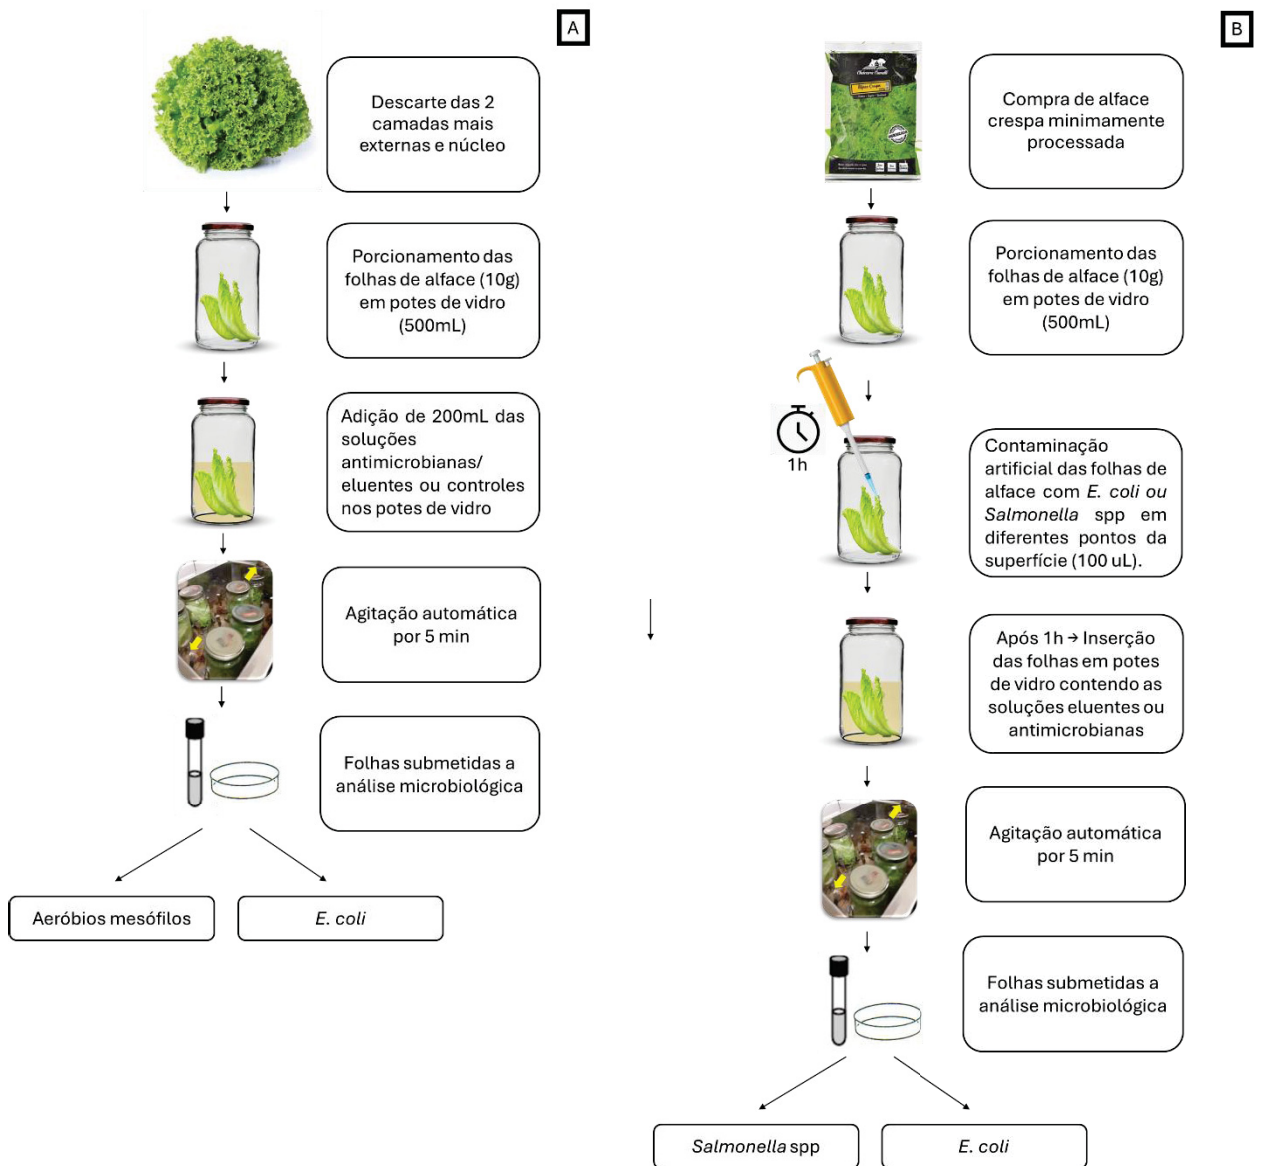 A
Descarte das 2
camadas mais
externas e núcleo
Porcionamento das
folhas de alface (10g)
em potes de vidro
(500mL)
Adição de 200mL das
soluções
antimicrobianas/
eluentes ou controles
nos potes de vidro
Agitação automática
por 5 min
Folhas submetidas a
análise microbiológica
Aeróbios mesófilos
E. coli
B
Compra de alface
crespa minimamente
processada
Porcionamento das
folhas de alface (10g)
em potes de vidro
(500mL)
1h
Contaminação
artificial das folhas de
alface com E. coli ou
Salmonella spp em
diferentes pontos da
superfície (100 uL).
Após 1h → Inserção
das folhas em potes
de vidro contendo as
soluções eluentes ou
antimicrobianas
Agitação automática
por 5 min
Folhas submetidas a
análise microbiológica
Salmonella spp
E. coli